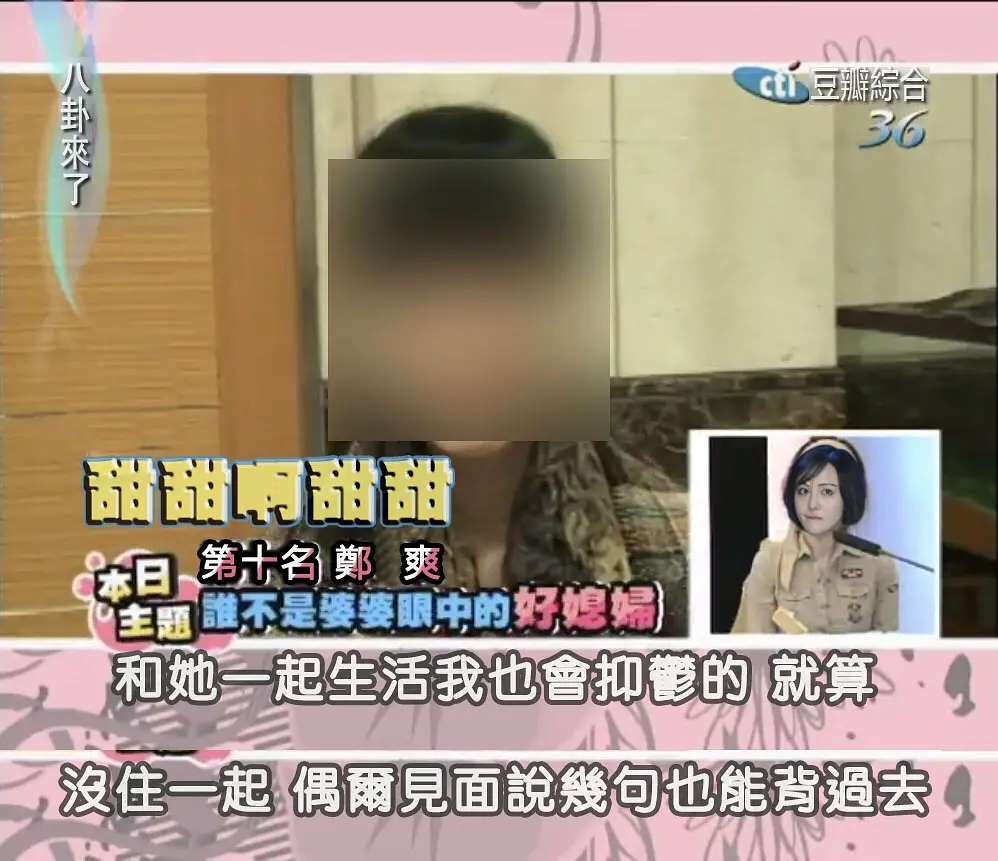 八卦來了
cti 豆瓣綜合
36
甜甜啊甜甜
第十名 鄭 爽
本日主題
誰不是婆婆眼中的好媳婦
和她一起生活我也會抑鬱的 就算
沒住一起 偶爾見面說幾句也能背過去